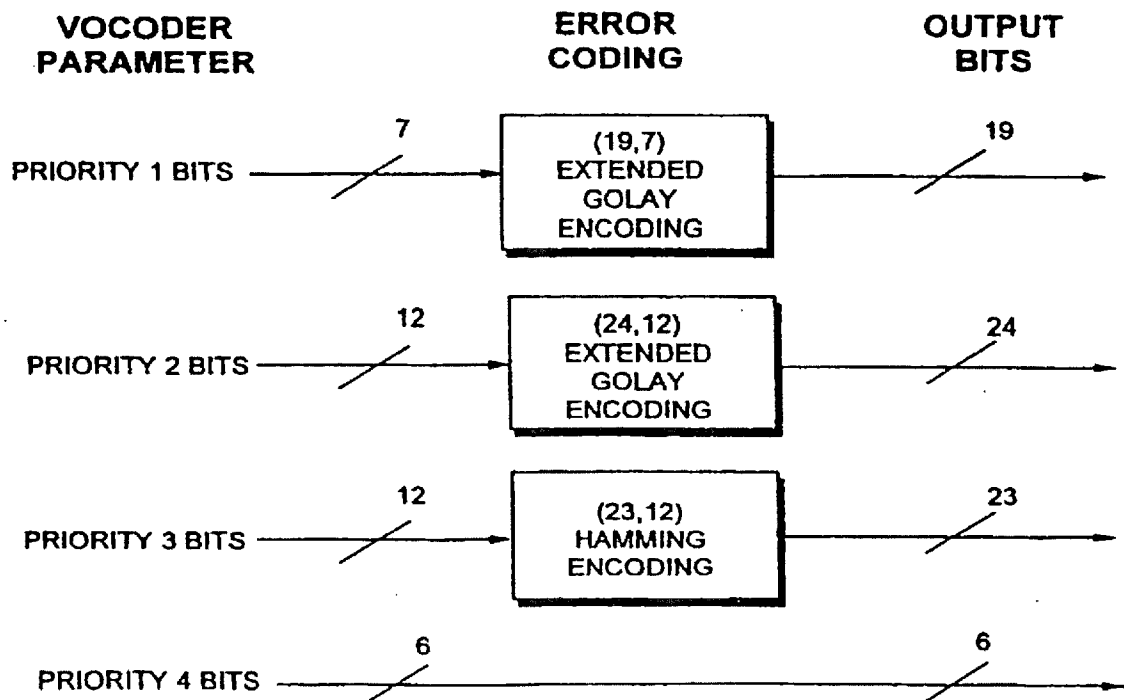 VOCODER
PARAMETER
ERROR
CODING
OUTPUT
BITS
PRIORITY 1 BITS
7
(19,7)
EXTENDED
GOLAY
ENCODING
19
PRIORITY 2 BITS
12
(24,12)
EXTENDED
GOLAY
ENCODING
24
PRIORITY 3 BITS
12
(23,12)
HAMMING
ENCODING
23
PRIORITY 4 BITS
6
6